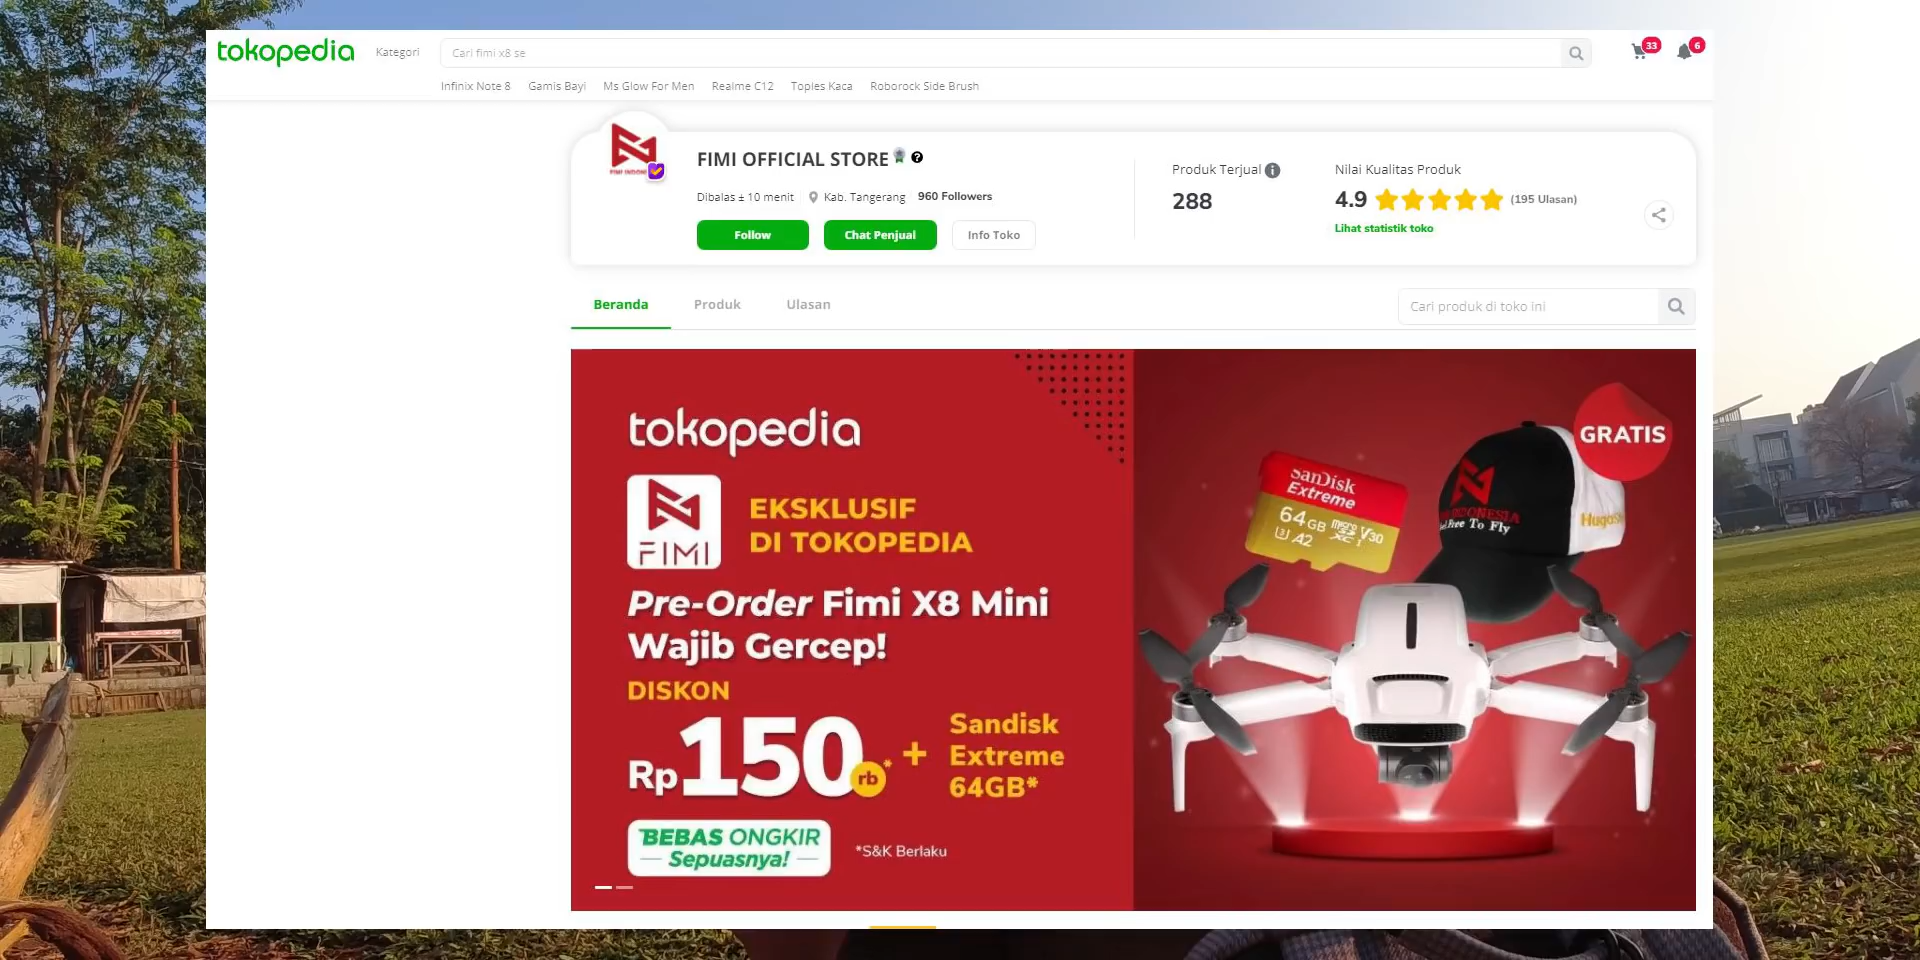 tokopedia
Kategori
Cari fimi x8 se
33
6
Infinix Note 8 Gamis Bayi Ms Glow For Men Realme C12 Toples Kaca Roborock Side Brush
FIMI OFFICIAL STORE
Dibalas ± 10 menit Kab. Tangerang 960 Followers
Follow Chat Penjual Info Toko
Produk Terjual
288
Nilai Kualitas Produk
4.9 (195 Ulasan)
Lihat statistik toko
Beranda Produk Ulasan
Cari produk di toko ini
tokopedia
FIMI
EKSKLUSIF
DI TOKOPEDIA
Pre-Order Fimi X8 Mini
Wajib Gercep!
DISKON
Rp150rb* + Sandisk
Extreme
64GB*
BEBAS ONGKIR
Sepuasnya!
*S&K Berlaku
SanDisk
Extreme
64GB microSDXC I V30
U3 A2
GRATIS
INDONESIA
Free To Fly